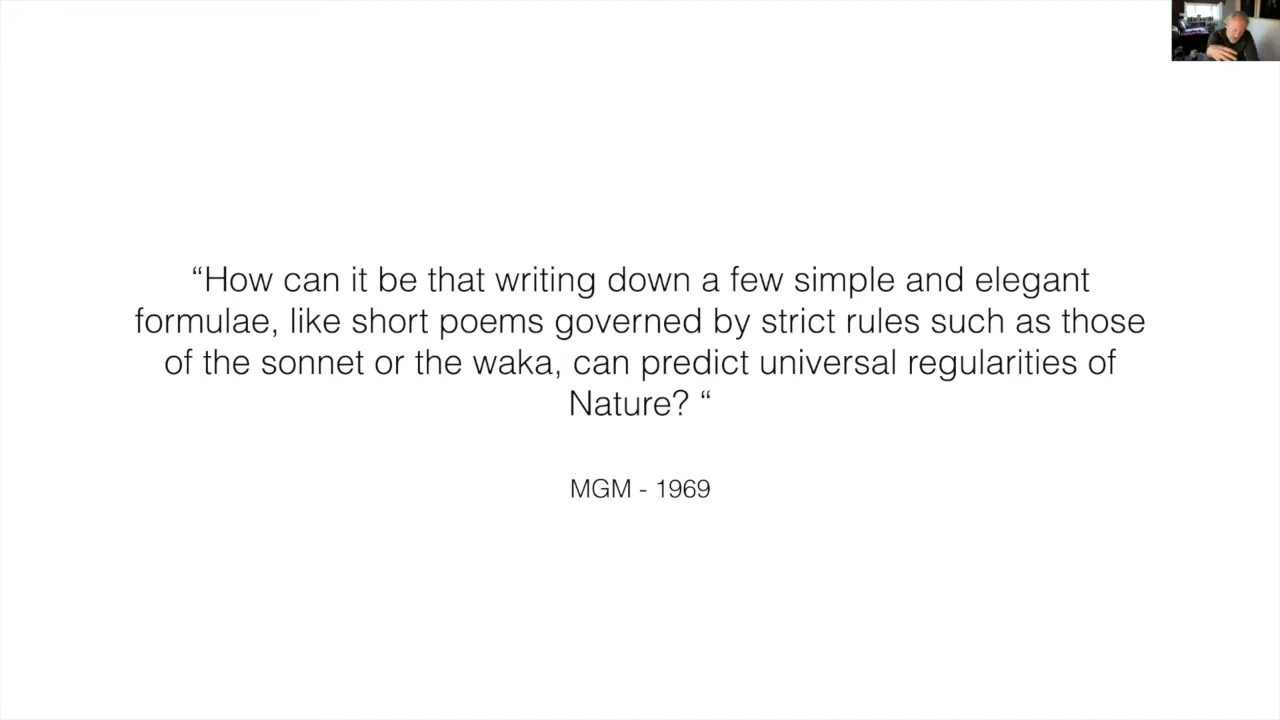 “How can it be that writing down a few simple and elegant
formulae, like short poems governed by strict rules such as those
of the sonnet or the waka, can predict universal regularities of
Nature? “
MGM - 1969